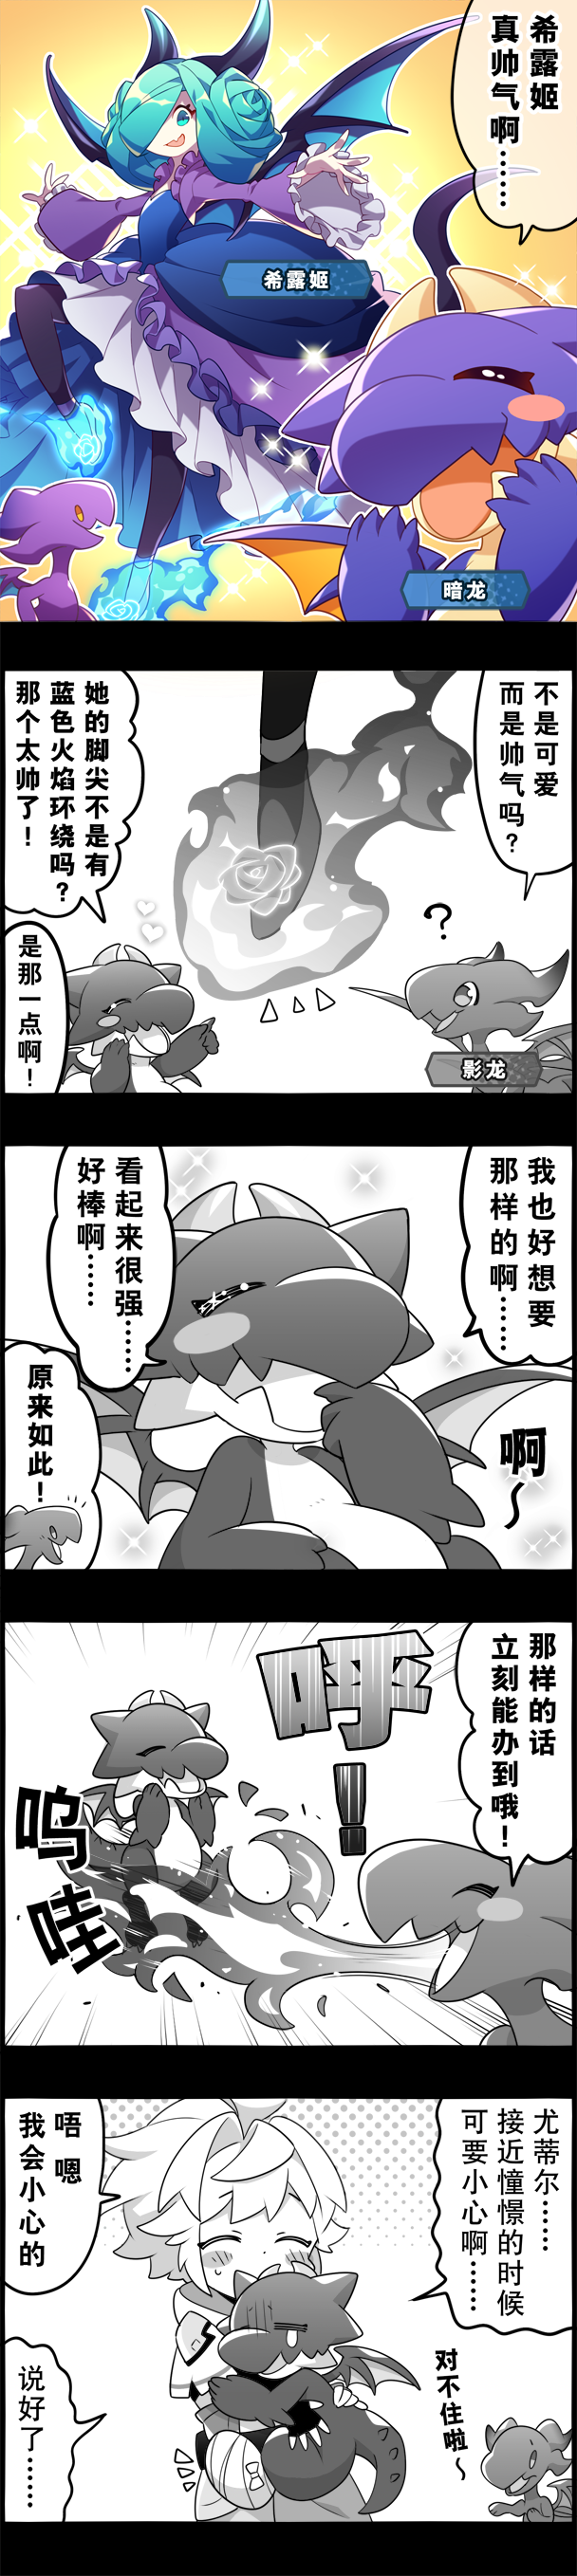 希露姬
真帅气啊……
希露姬
暗龙
不是可爱
而是帅气吗？
她的脚尖不是有
蓝色火焰环绕吗？
那个太帅了！
是那一点啊！
影龙
我也好想要
那样的啊……
看起来很强……
好棒啊……
啊～
原来如此！
那样的话
立刻能办到哦！
呼！
呜哇
尤蒂尔……
接近憧憬的时候
可要小心啊……
唔嗯
我会小心的
对不住啦～
说好了……